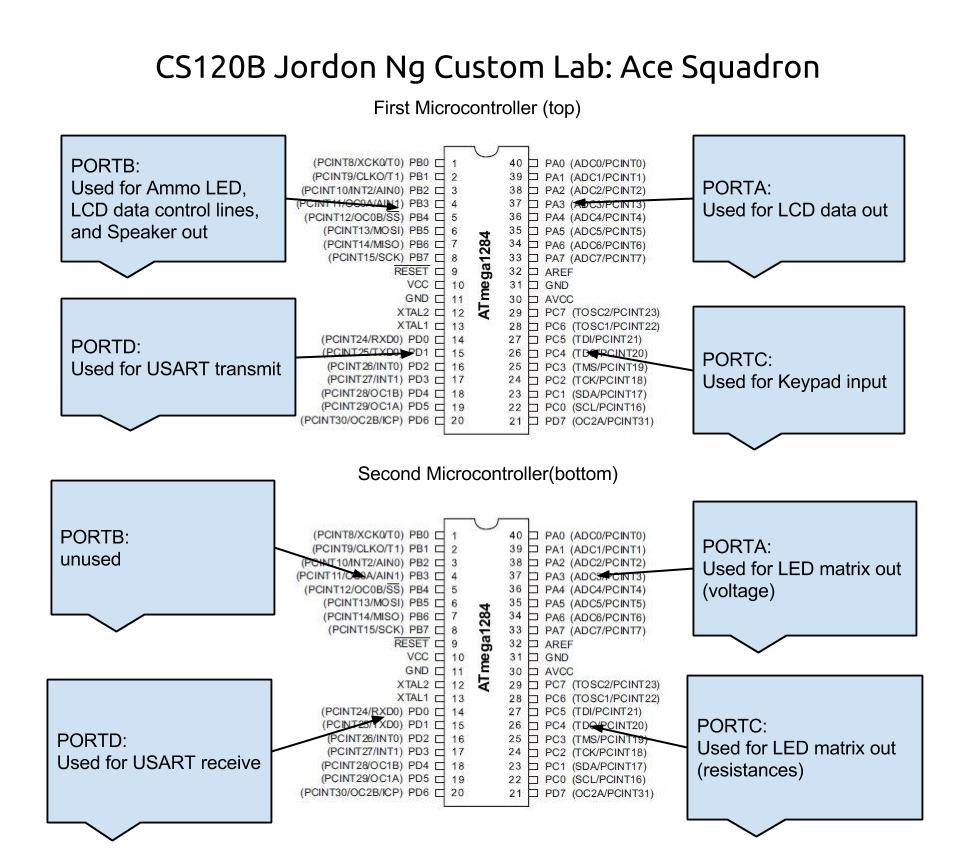 CS120B Jordon Ng Custom Lab: Ace Squadron
First Microcontroller (top)
PORTB:
Used for Ammo LED,
LCD data control lines,
and Speaker out
PORTD:
Used for USART transmit
(PCINT8/XCK0/T0) PB0 1
(PCINT9/CLKO/T1) PB1 2
(PCINT10/INT2/AIN0) PB2 3
(PCINT11/OC0A/AIN1) PB3 4
(PCINT12/OC0B/SS) PB4 5
(PCINT13/MOSI) PB5 6
(PCINT14/MISO) PB6 7
(PCINT15/SCK) PB7 8
RESET 9
VCC 10
GND 11
XTAL2 12
XTAL1 13
(PCINT24/RXD0) PD0 14
(PCINT25/TXD0) PD1 15
(PCINT26/INT0) PD2 16
(PCINT27/INT1) PD3 17
(PCINT28/OC1B) PD4 18
(PCINT29/OC1A) PD5 19
(PCINT30/OC2B/ICP) PD6 20
ATmega1284
40 PA0 (ADC0/PCINT0)
39 PA1 (ADC1/PCINT1)
38 PA2 (ADC2/PCINT2)
37 PA3 (ADC3/PCINT3)
36 PA4 (ADC4/PCINT4)
35 PA5 (ADC5/PCINT5)
34 PA6 (ADC6/PCINT6)
33 PA7 (ADC7/PCINT7)
32 AREF
31 GND
30 AVCC
29 PC7 (TOSC2/PCINT23)
28 PC6 (TOSC1/PCINT22)
27 PC5 (TDI/PCINT21)
26 PC4 (TDO/PCINT20)
25 PC3 (TMS/PCINT19)
24 PC2 (TCK/PCINT18)
23 PC1 (SDA/PCINT17)
22 PC0 (SCL/PCINT16)
21 PD7 (OC2A/PCINT31)
PORTA:
Used for LCD data out
PORTC:
Used for Keypad input
Second Microcontroller(bottom)
PORTB:
unused
PORTD:
Used for USART receive
(PCINT8/XCK0/T0) PB0 1
(PCINT9/CLKO/T1) PB1 2
(PCINT10/INT2/AIN0) PB2 3
(PCINT11/OC0A/AIN1) PB3 4
(PCINT12/OC0B/SS) PB4 5
(PCINT13/MOSI) PB5 6
(PCINT14/MISO) PB6 7
(PCINT15/SCK) PB7 8
RESET 9
VCC 10
GND 11
XTAL2 12
XTAL1 13
(PCINT24/RXD0) PD0 14
(PCINT25/TXD0) PD1 15
(PCINT26/INT0) PD2 16
(PCINT27/INT1) PD3 17
(PCINT28/OC1B) PD4 18
(PCINT29/OC1A) PD5 19
(PCINT30/OC2B/ICP) PD6 20
ATmega1284
40 PA0 (ADC0/PCINT0)
39 PA1 (ADC1/PCINT1)
38 PA2 (ADC2/PCINT2)
37 PA3 (ADC3/PCINT3)
36 PA4 (ADC4/PCINT4)
35 PA5 (ADC5/PCINT5)
34 PA6 (ADC6/PCINT6)
33 PA7 (ADC7/PCINT7)
32 AREF
31 GND
30 AVCC
29 PC7 (TOSC2/PCINT23)
28 PC6 (TOSC1/PCINT22)
27 PC5 (TDI/PCINT21)
26 PC4 (TDO/PCINT20)
25 PC3 (TMS/PCINT19)
24 PC2 (TCK/PCINT18)
23 PC1 (SDA/PCINT17)
22 PC0 (SCL/PCINT16)
21 PD7 (OC2A/PCINT31)
PORTA:
Used for LED matrix out
(voltage)
PORTC:
Used for LED matrix out
(resistances)